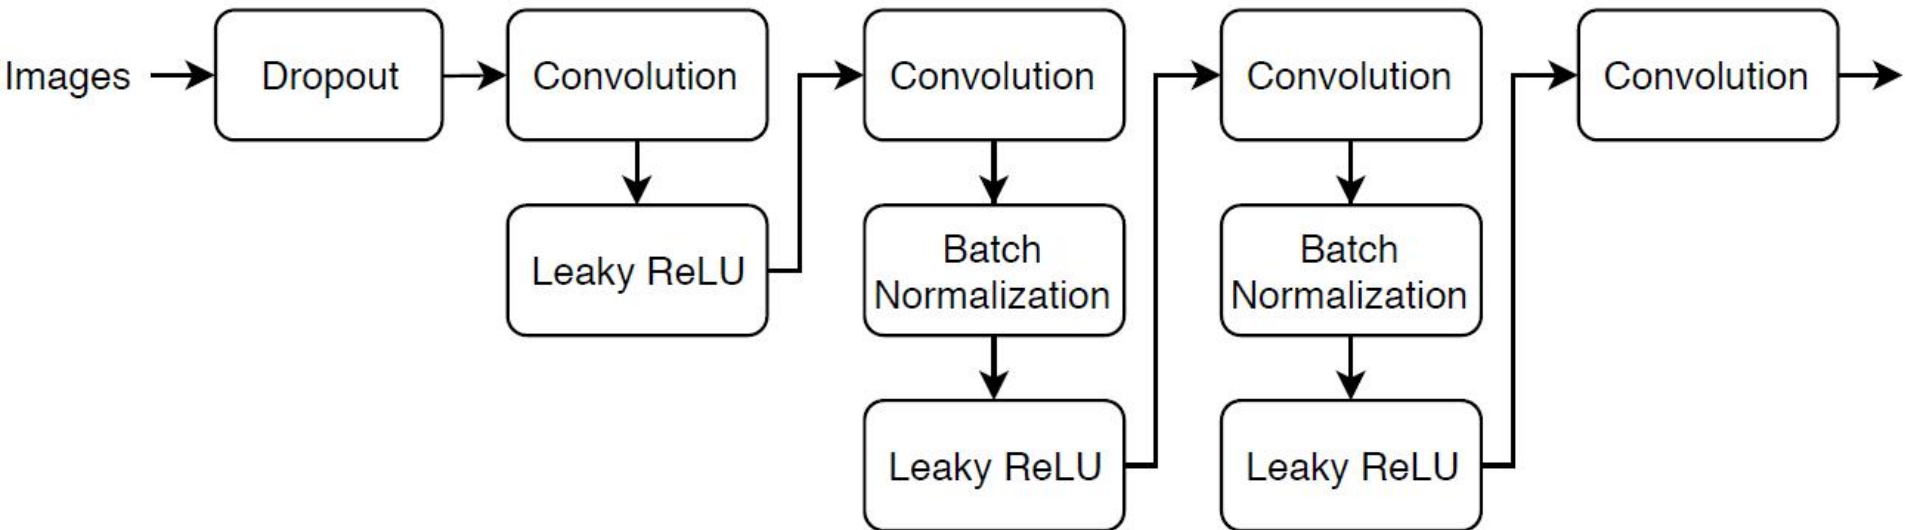 Images
Dropout
Convolution
Leaky ReLU
Convolution
Batch
Normalization
Leaky ReLU
Convolution
Batch
Normalization
Leaky ReLU
Convolution